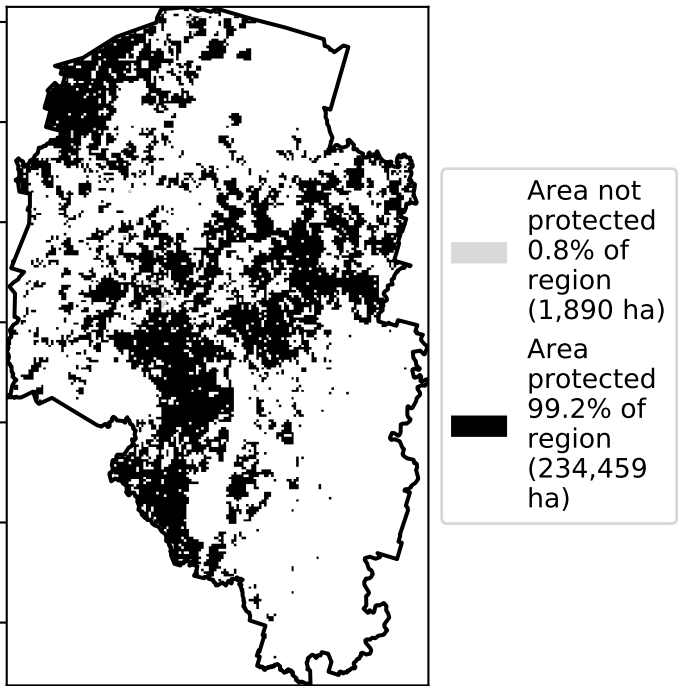 Area not
protected
0.8% of
region
(1,890 ha)
Area
protected
99.2% of
region
(234,459
ha)